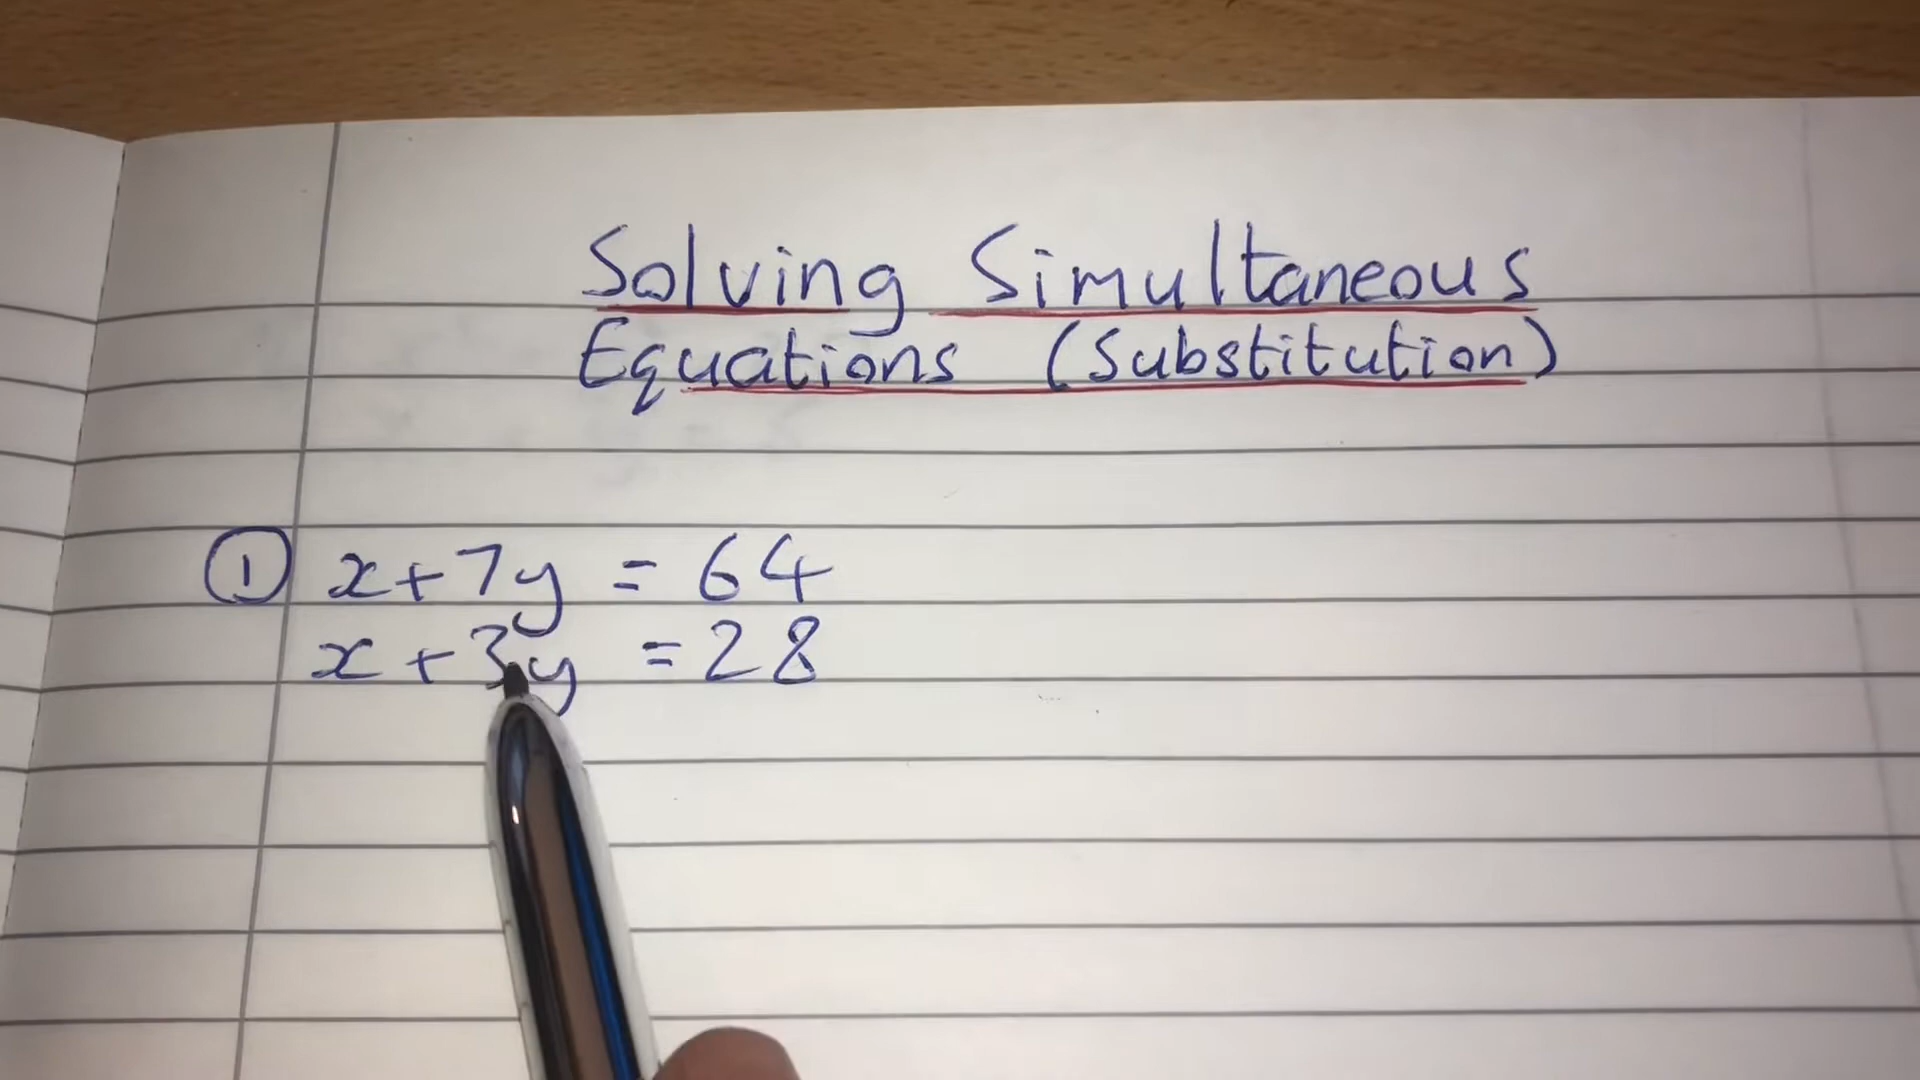 Solving Simultaneous
Equations (Substitution)
① x+7y = 64
x+3y = 28